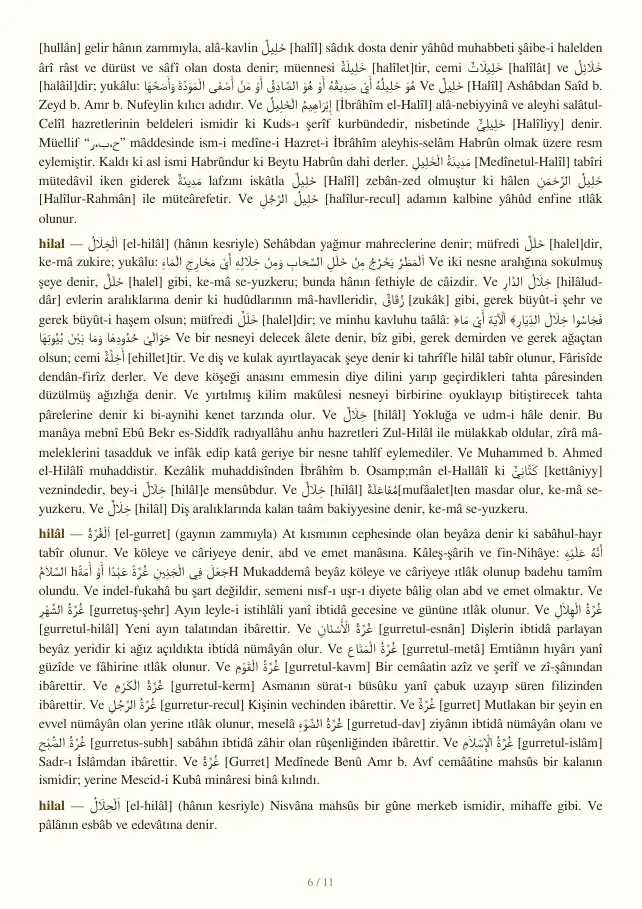 [hullân] gelir hânın zammıyla, alâ-kavlin خَلِيلٌ [halîl] sâdık dosta denir yâhûd muhabbeti şâibe-i halelden
ârî râst ve dürüst ve sâfî olan dosta denir; müennesi خَلِيلَةٌ [halîlet]tir, cemi خَلِيلَاتٌ [halîlât] ve خَلَائِلُ
[halâil]dir; yukâlu: هُوَ خَلِيلُهُ أَيْ صَدِيقُهُ أَوْ هُوَ الصَّادِقُ أَوْ مَنْ أَصْفَى الْمَوَدَّةَ وَأَصَحَّهَا Ve خَلِيلٌ [Halîl] Ashâbdan Saîd b.
Zeyd b. Amr b. Nufeylin kılıcı adıdır. Ve إِبْرَاهِيمُ الْخَلِيلُ [İbrâhîm el-Halîl] alâ-nebiyyinâ ve aleyhi salâtul-
Celîl hazretlerinin beldeleri ismidir ki Kuds-ı şerîf kurbündedir, nisbetinde خَلِيلِيٌّ [Halîliyy] denir.
Müellif “ح،ب،ر” mâddesinde ism-i medîne-i Hazret-i İbrâhîm aleyhis-selâm Habrûn olmak üzere resm
eylemiştir. Kaldı ki asl ismi Habrûndur ki Beytu Habrûn dahi derler. مَدِينَةُ الْخَلِيلِ [Medînetul-Halîl] tabîri
mütedâvil iken giderek مَدِينَةٌ lafzını iskâtla خَلِيلٌ [Halîl] zebân-zed olmuştur ki hâlen خَلِيلُ الرَّحْمَنِ
[Halîlur-Rahmân] ile müteârefetir. Ve خَلِيلُ الرَّجُلِ [halîlur-recul] adamın kalbine yâhûd enfine ıtlâk
olunur.
hilal — اَلْخِلَالُ [el-hilâl] (hânın kesriyle) Sehâbdan yağmur mahreclerine denir; müfredi خَلَلٌ [halel]dir,
ke-mâ zukire; yukâlu: اَلْمَطَرُ يَخْرُجُ مِنْ خَلَلِ السَّحَابِ وَمِنْ خِلَالِهِ أَيْ مَخَارِجِ الْمَاءِ Ve iki nesne aralığına sokulmuş
şeye denir, خَلَلٌ [halel] gibi, ke-mâ se-yuzkeru; bunda hânın fethiyle de câizdir. Ve خِلَالُ الدَّارِ [hilâlud-
dâr] evlerin aralıklarına denir ki hudûdlarının mâ-havlleridir, زُقَاقٌ [zukâk] gibi, gerek büyût-i şehr ve
gerek büyût-i haşem olsun; müfredi خَلَلٌ [halel]dir; ve minhu kavluhu taâlâ: ﴿فَجَاسُوا خِلَالَ الدِّيَارِ﴾ اَلْآيَةَ أَيْ مَا
حَوَالَيْ حُدُودِهَا وَمَا بَيْنَ بُيُوتِهَا Ve bir nesneyi delecek âlete denir, bîz gibi, gerek demirden ve gerek ağaçtan
olsun; cemi أَخِلَّةٌ [ehillet]tir. Ve diş ve kulak ayırtlayacak şeye denir ki tahrîfle hilâl tabîr olunur, Fârisîde
dendân-firîz derler. Ve deve köşeği anasını emmesin diye dilini yarıp geçirdikleri tahta pâresinden
düzülmüş ağızlığa denir. Ve yırtılmış kilim makûlesi nesneyi birbirine oyuklayıp bitiştirecek tahta
pârelerine denir ki bi-aynihi kenet tarzında olur. Ve خِلَالٌ [hilâl] Yokluğa ve udm-i hâle denir. Bu
manâya mebnî Ebû Bekr es-Siddîk radıyallâhu anhu hazretleri Zul-Hilâl ile mülakkab oldular, zîrâ mâ-
meleklerini tasadduk ve infâk edip katâ geriye bir nesne tahlîf eylemediler. Ve Muhammed b. Ahmed
el-Hilâlî muhaddistir. Kezâlik muhaddisînden İbrâhîm b. Osamp;mân el-Hallâlî ki كَتَّانِيٌّ [kettâniyy]
veznindedir, bey-i خِلَالٌ [hilâl]e mensûbdur. Ve خِلَالٌ [hilâl] مُفَاعَلَةٌ[mufâalet]ten masdar olur, ke-mâ se-
yuzkeru. Ve خِلَالٌ [hilâl] Diş aralıklarında kalan taâm bakiyyesine denir, ke-mâ se-yuzkeru.
hilâl — اَلْغُرَّةُ [el-gurret] (gaynın zammıyla) At kısmının cephesinde olan beyâza denir ki sabâhul-hayr
tabîr olunur. Ve köleye ve câriyeye denir, abd ve emet manâsına. Kâleş-şârih ve fin-Nihâye: أَنَّهُ عَلَيْهِ
السَّلَامُ hجَعَلَ فِي الْجَنِينِ غُرَّةً عَبْدًا أَوْ أَمَةًH Mukaddemâ beyâz köleye ve câriyeye ıtlâk olunup badehu tamîm
olundu. Ve indel-fukahâ bu şart değildir, semeni nısf-ı uşr-ı diyete bâlig olan abd ve emet olmaktır. Ve
غُرَّةُ الشَّهْرِ [gurretuş-şehr] Ayın leyle-i istihlâli yanî ibtidâ gecesine ve gününe ıtlâk olunur. Ve غُرَّةُ الْهِلَالِ
[gurretul-hilâl] Yeni ayın talatından ibârettir. Ve غُرَّةُ الْأَسْنَانِ [gurretul-esnân] Dişlerin ibtidâ parlayan
beyâz yeridir ki ağız açıldıkta ibtidâ nümâyân olur. Ve غُرَّةُ الْمَتَاعِ [gurretul-metâ] Emtiânın hıyârı yanî
güzîde ve fâhirine ıtlâk olunur. Ve غُرَّةُ الْقَوْمِ [gurretul-kavm] Bir cemâatin azîz ve şerîf ve zî-şânından
ibârettir. Ve غُرَّةُ الْكَرْمِ [gurretul-kerm] Asmanın sürat-ı büsûku yanî çabuk uzayıp süren filizinden
ibârettir. Ve غُرَّةُ الرَّجُلِ [gurretur-recul] Kişinin vechinden ibârettir. Ve غُرَّةٌ [gurret] Mutlakan bir şeyin en
evvel nümâyân olan yerine ıtlâk olunur, meselâ غُرَّةُ الضَّوْءِ [gurretud-dav] ziyânın ibtidâ nümâyân olanı ve
غُرَّةُ الصُّبْحِ [gurretus-subh] sabâhın ibtidâ zâhir olan rûşenliğinden ibârettir. Ve غُرَّةُ الْإِسْلَامِ [gurretul-islâm]
Sadr-ı İslâmdan ibârettir. Ve غُرَّةُ [Gurret] Medînede Benû Amr b. Avf cemâatine mahsûs bir kalanın
ismidir; yerine Mescid-i Kubâ minâresi binâ kılındı.
hilal — اَلْحِلَالُ [el-hilâl] (hânın kesriyle) Nisvâna mahsûs bir gûne merkeb ismidir, mihaffe gibi. Ve
pâlânın esbâb ve edevâtına denir.
6 / 11